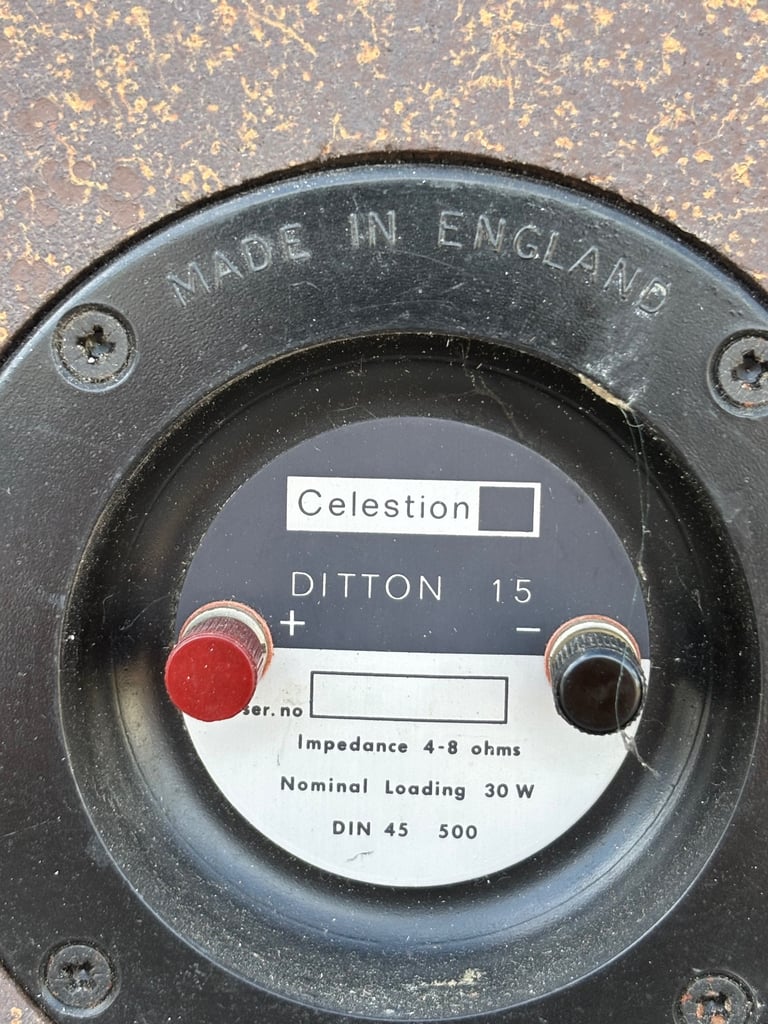 MADE IN ENGLAND
Celestion
DITTON 15
+ −
ser. no
Impedance 4-8 ohms
Nominal Loading 30 W
DIN 45 500